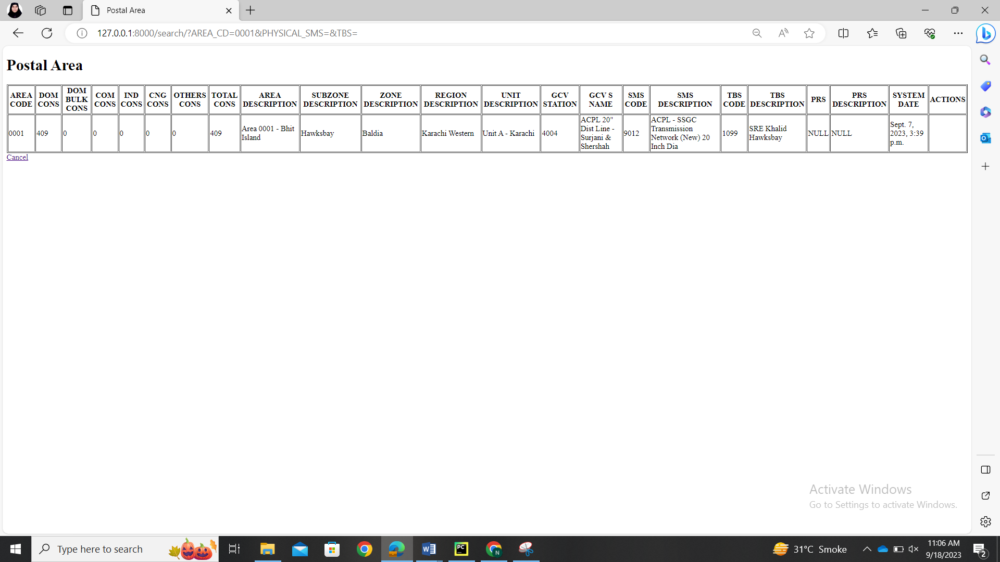 Postal Area
127.0.0.1:8000/search/?AREA_CD=0001&PHYSICAL_SMS=&TBS=
Postal Area
AREA CODE
DOM CONS
DOM BULK CONS
COM CONS
IND CONS
CNG CONS
OTHERS CONS
TOTAL CONS
AREA DESCRIPTION
SUBZONE DESCRIPTION
ZONE DESCRIPTION
REGION DESCRIPTION
UNIT DESCRIPTION
GCV STATION
GCV S NAME
SMS CODE
SMS DESCRIPTION
TBS CODE
TBS DESCRIPTION
PRS
PRS DESCRIPTION
SYSTEM DATE
ACTIONS
0001
409
0
0
0
0
0
409
Area 0001 - Bhit
Island
Hawksbay
Baldia
Karachi Western
Unit A - Karachi
4004
ACPL 20"
Dist Line -
Surjani &
Shershah
9012
ACPL - SSGC
Transmission
Network (New) 20
Inch Dia
1099
SRE Khalid
Hawksbay
NULL
NULL
Sept. 7,
2023, 3:39
p.m.
Cancel
Activate Windows
Go to Settings to activate Windows.
Type here to search
31°C Smoke
11:06 AM
9/18/2023
2